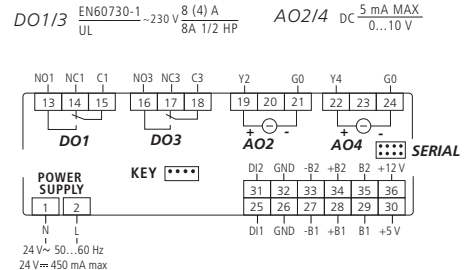 DO1/3 EN60730-1 UL ~230 V 8 (4) A 8A 1/2 HP
AO2/4 DC 5 mA MAX 0...10 V
NO1 NC1 C1 NO3 NC3 C3 Y2 G0 Y4 G0
13 14 15 16 17 18 19 20 21 22 23 24
DO1 DO3 + - AO2 + - AO4
SERIAL
KEY
POWER SUPPLY
DI2 GND -B2 +B2 B2 +12 V
31 32 33 34 35 36
1 2 25 26 27 28 29 30
N L DI1 GND -B1 +B1 B1 +5 V
24 V~ 50...60 Hz
24 V⎓ 450 mA max